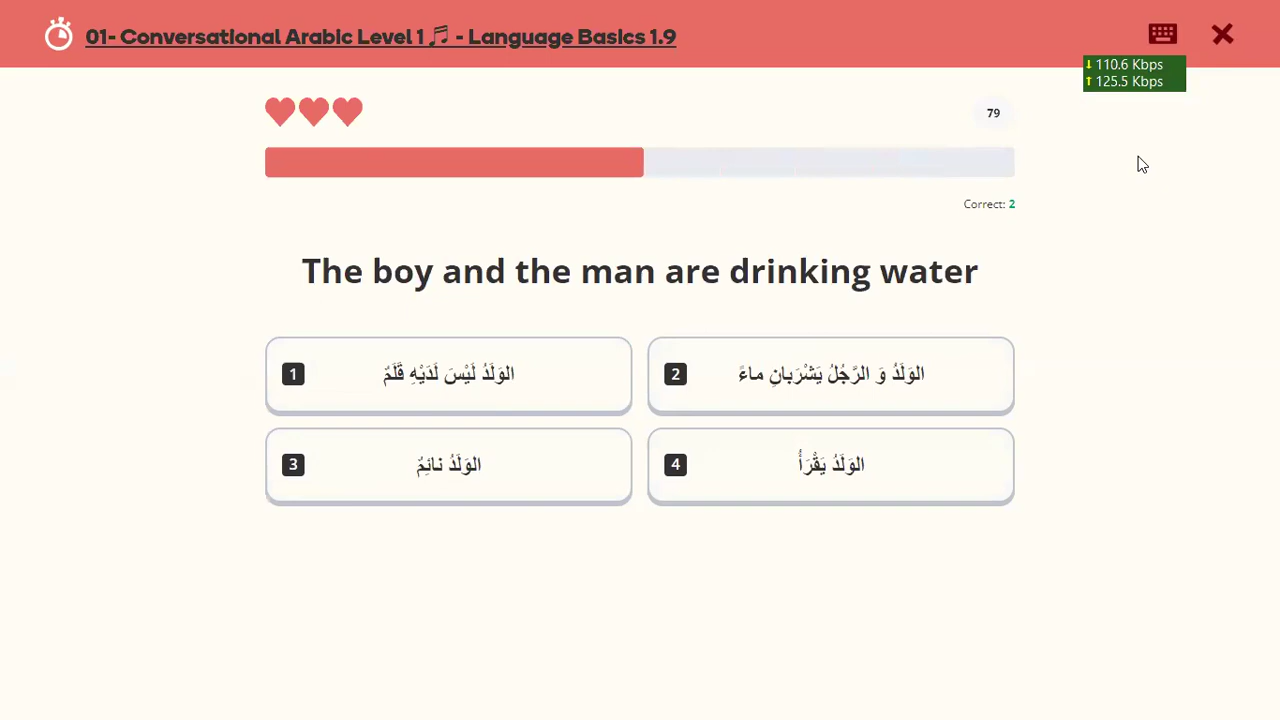 01- Conversational Arabic Level 1🎵 - Language Basics 1.9
↓ 110.6 Kbps
↑ 125.5 Kbps
79
Correct: 2
The boy and the man are drinking water
1 الوَلَدُ لَيْسَ لَدَيْهِ قَلَمٌ
2 الوَلَدُ وَ الرَّجُلُ يَشْرَبانِ ماءً
3 الوَلَدُ نائِمٌ
4 الوَلَدُ يَقْرَأُ